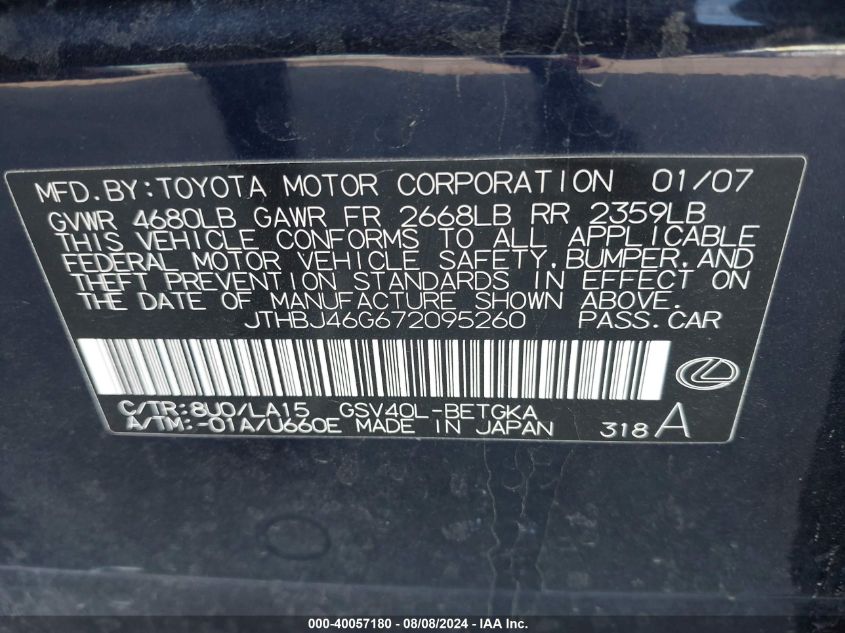 MFD.BY:TOYOTA MOTOR CORPORATION 01/07
GVWR 4680LB GAWR FR 2668LB RR 2359LB
THIS VEHICLE CONFORMS TO ALL APPLICABLE
FEDERAL MOTOR VEHICLE SAFETY,BUMPER,AND
THEFT PREVENTION STANDARDS IN EFFECT ON
THE DATE OF MANUFACTURE SHOWN ABOVE.
JTHBJ46G672095260 PASS.CAR
C/TR:8U0/LA15 GSV40L-BETGKA
A/TM:-01A/U660E MADE IN JAPAN 318 A
000-40057180 - 08/08/2024 - IAA Inc.